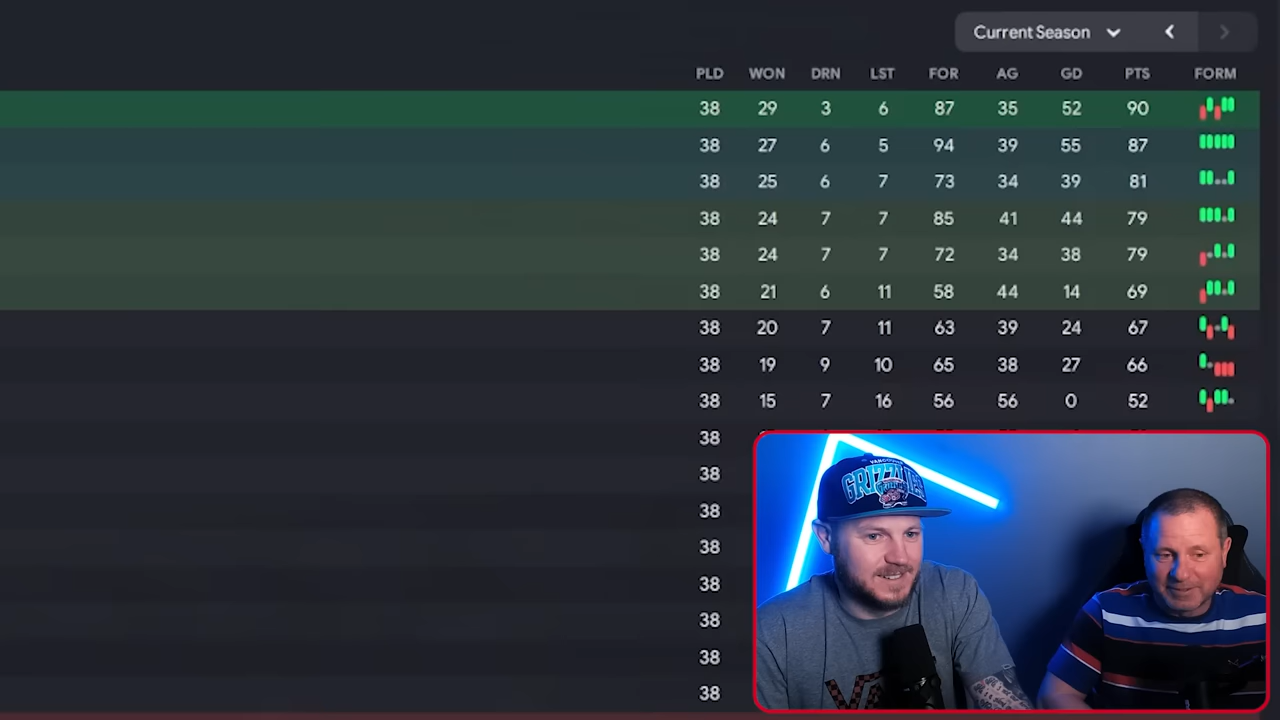 Current Season
PLD WON DRN LST FOR AG GD PTS FORM
38 29 3 6 87 35 52 90
38 27 6 5 94 39 55 87
38 25 6 7 73 34 39 81
38 24 7 7 85 41 44 79
38 24 7 7 72 34 38 79
38 21 6 11 58 44 14 69
38 20 7 11 63 39 24 67
38 19 9 10 65 38 27 66
38 15 7 16 56 56 0 52
38
38
38
38
38
38
38
38
VANCOUVER
GRIZZLIES